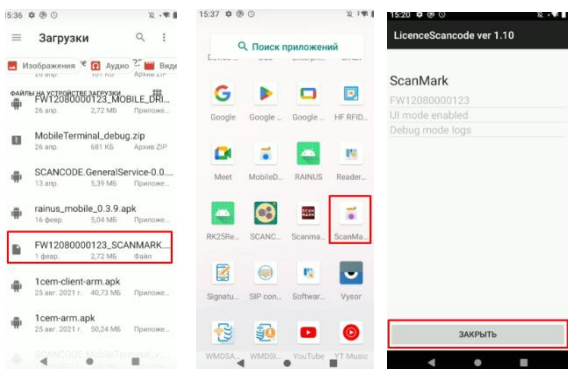 5:36
Загрузки
Изображения
Аудио
Виде
ФАЙЛЫ НА УСТРОЙСТВЕ ЗАГРУЗКИ
FW12080000123_MOBILE_DRI...
26 апр. 2,72 МБ Приложе...
MobileTerminal_debug.zip
26 апр. 681 КБ Архив ZIP
SCANCODE.GeneralService-0.0....
13 апр. 5,39 МБ Приложе...
rainus_mobile_0.3.9.apk
16 февр. 5,04 МБ Приложе...
FW12080000123_SCANMARK....
1 февр. 2,72 МБ Файл
1cem-client-arm.apk
25 авг. 2021 г. 40,73 МБ Приложе...
1cem-arm.apk
25 авг. 2021 г. 50,24 МБ Приложе...
15:37
Поиск приложений
Google Google ... Google ... HF RFID...
Meet MobileD... RAINUS Reader...
RK25Re... SCANC... Scanma... ScanMa...
Signatu... SIP con... Softwar... Vysor
WMDSA... WMDSL... YouTube YT Music
15:20
LicenceScancode ver 1.10
ScanMark
FW12080000123
UI mode enabled
Debug mode logs
ЗАКРЫТЬ